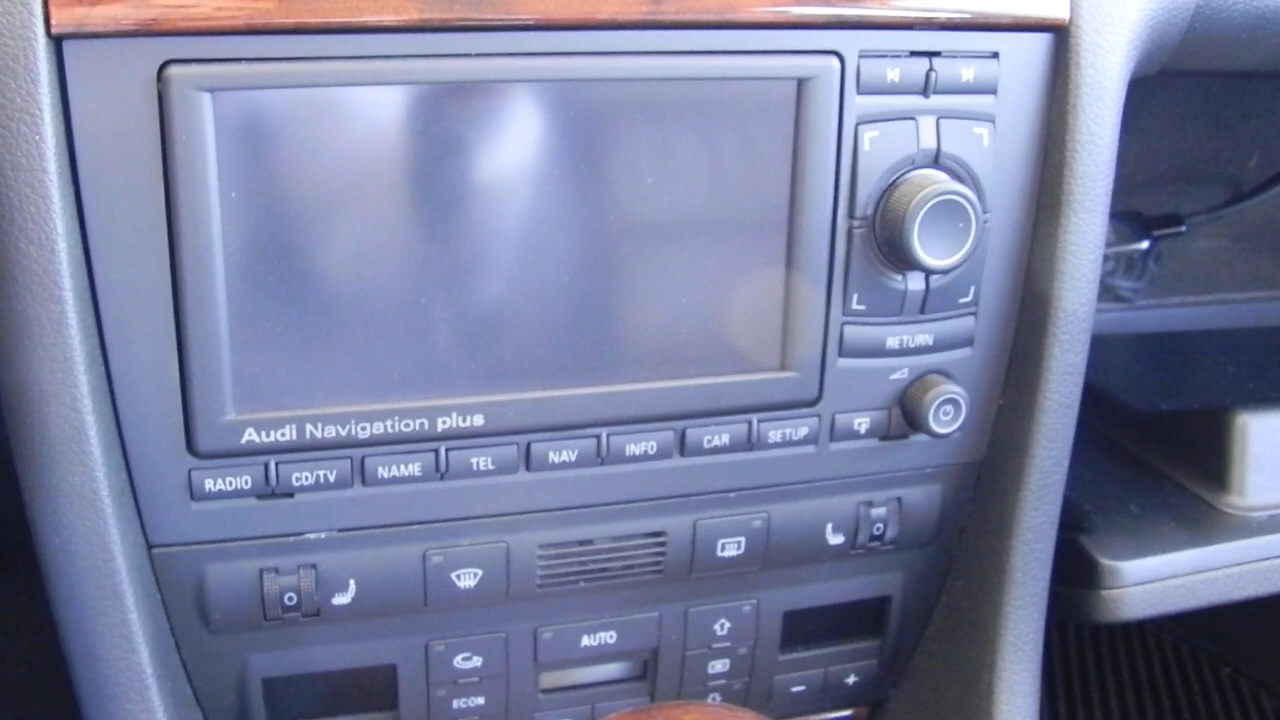 RETURN
Audi Navigation plus
RADIO CD/TV NAME TEL NAV INFO CAR SETUP
AUTO
ECON